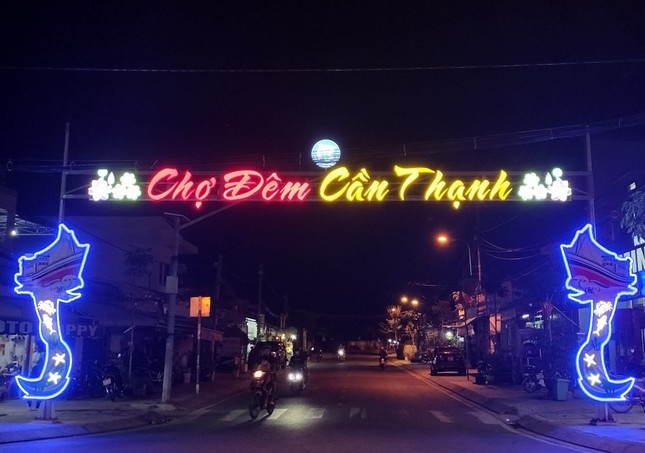 Chợ Đêm Cần Thạnh